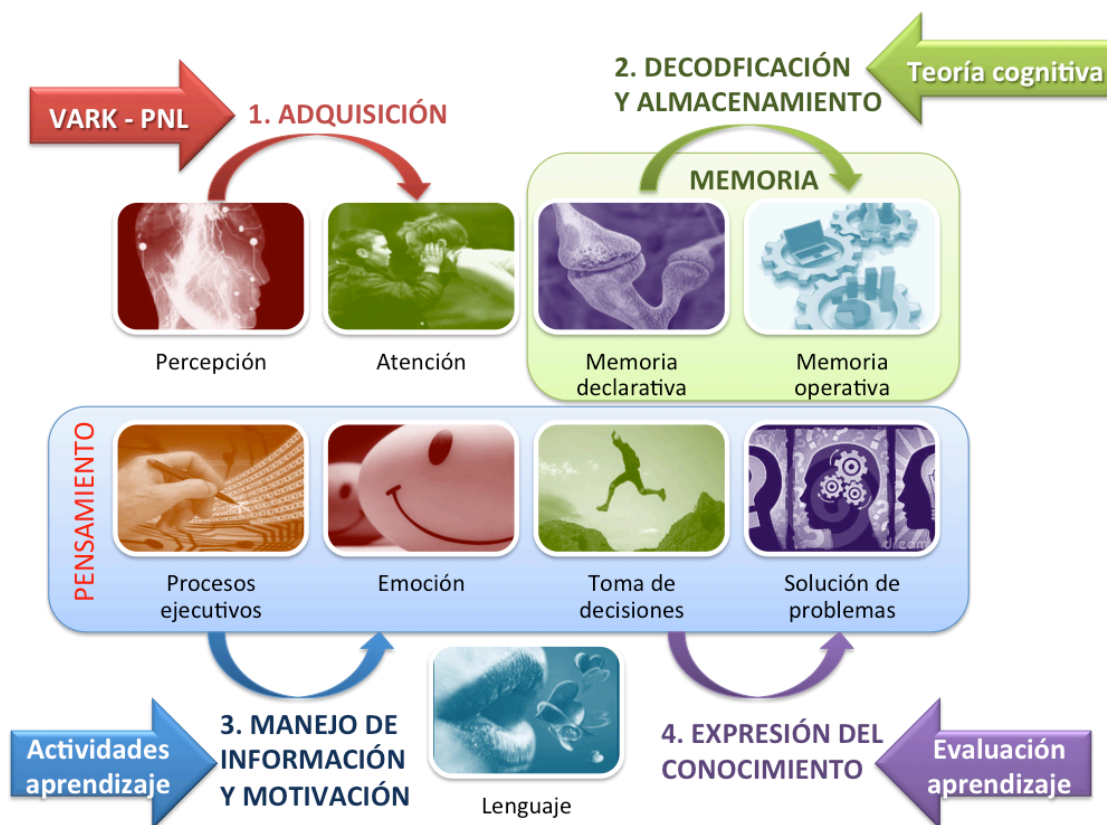 VARK - PNL
1. ADQUISICIÓN
2. DECODFICACIÓN
Y ALMACENAMIENTO
Teoría cognitiva
MEMORIA
Percepción
Atención
Memoria
declarativa
Memoria
operativa
PENSAMIENTO
Procesos
ejecutivos
Emoción
Toma de
decisiones
Solución de
problemas
Actividades
aprendizaje
3. MANEJO DE
INFORMACIÓN
Y MOTIVACIÓN
Lenguaje
4. EXPRESIÓN DEL
CONOCIMIENTO
Evaluación
aprendizaje